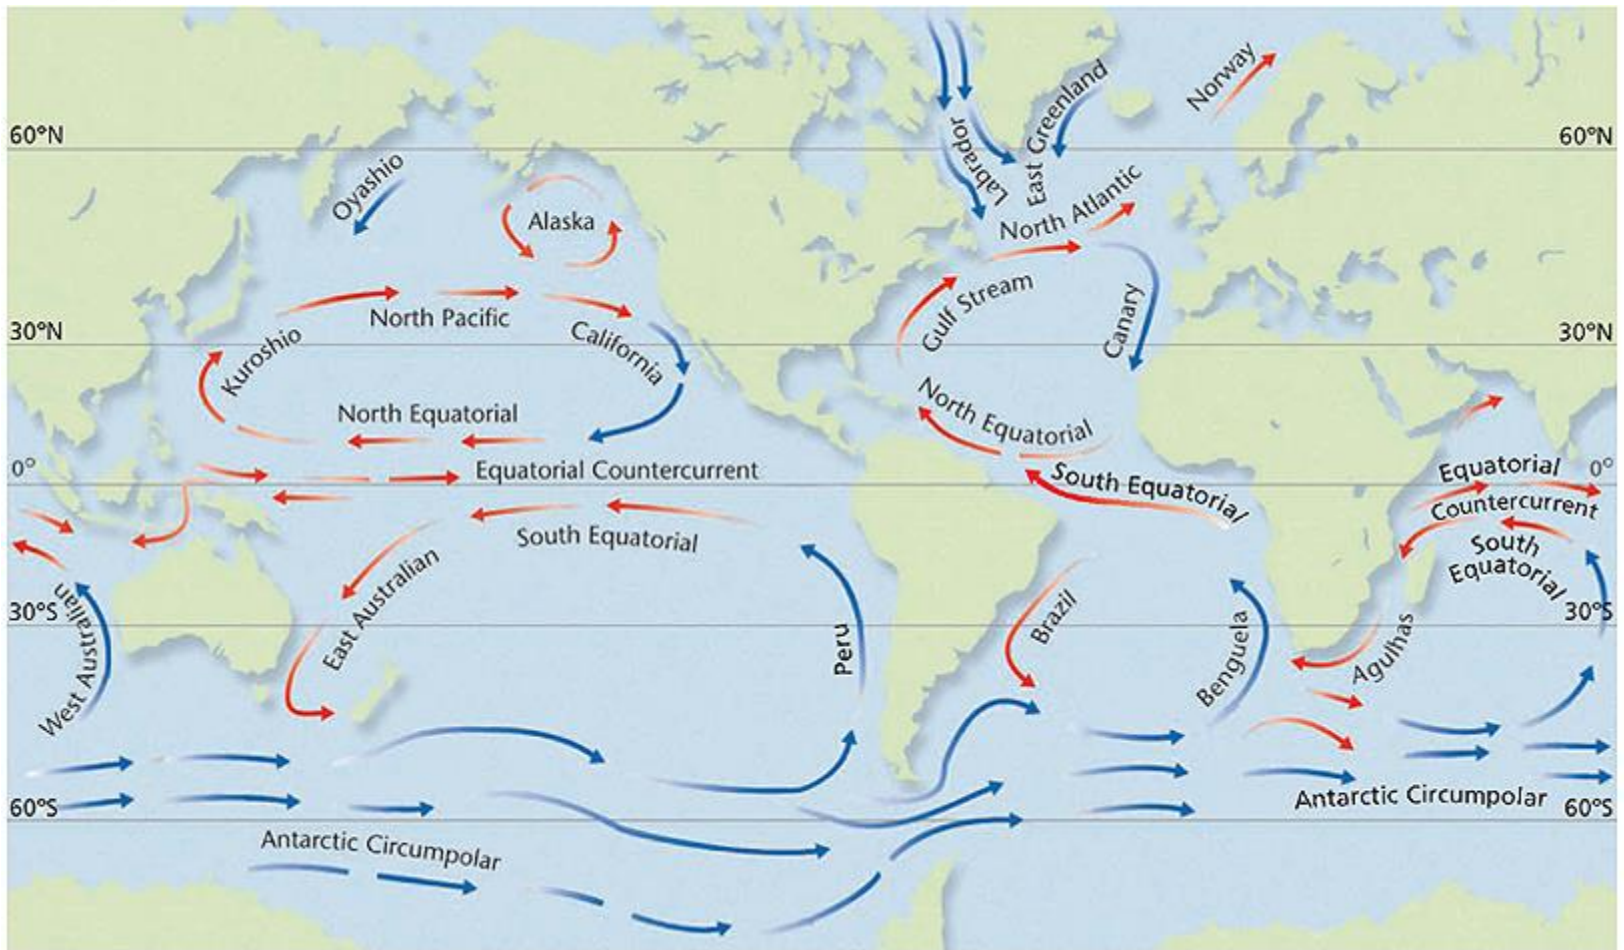 Norway
East Greenland
Labrador
60°N
60°N
Oyashio
Alaska
North Atlantic
Gulf Stream
Canary
North Pacific
California
Kuroshio
30°N
30°N
North Equatorial
North Equatorial
Equatorial Countercurrent
South Equatorial
Equatorial
Countercurrent
0°
0°
South Equatorial
South
Equatorial
East Australian
West Australian
30°S
30°S
Peru
Brazil
Benguela
Agulhas
Antarctic Circumpolar
60°S
60°S
Antarctic Circumpolar